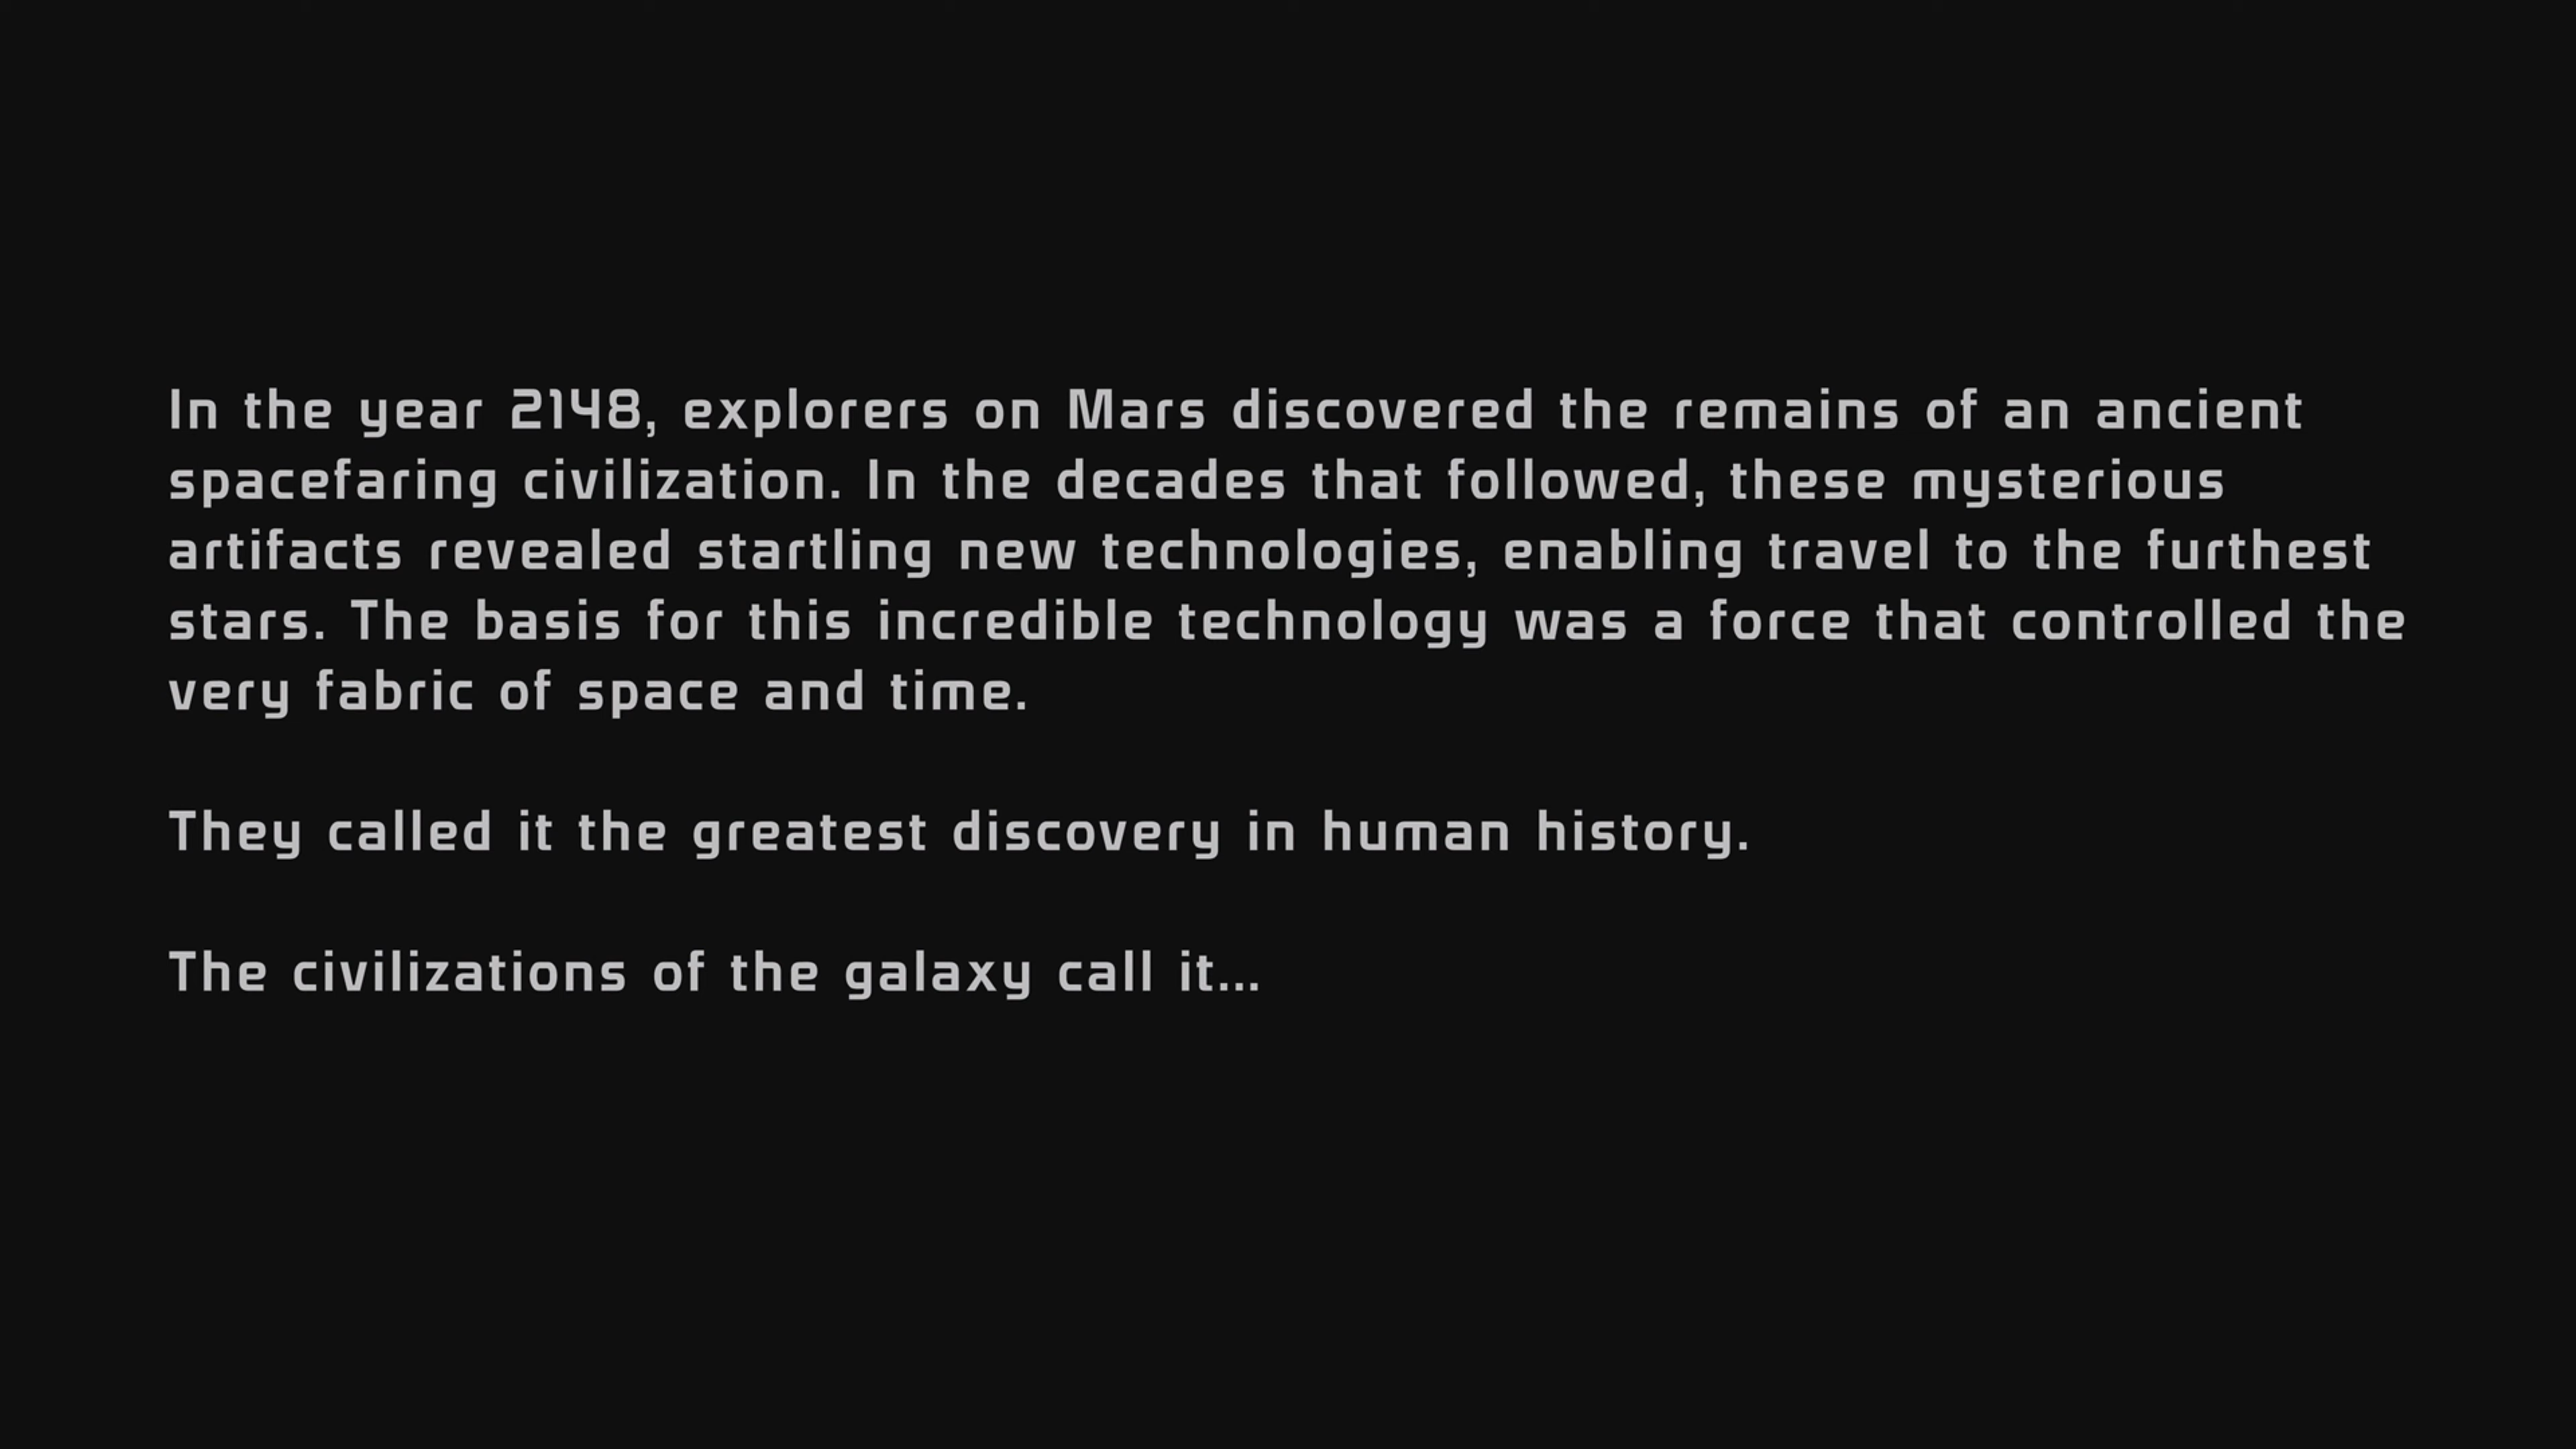 In the year 2148, explorers on Mars discovered the remains of an ancient
spacefaring civilization. In the decades that followed, these mysterious
artifacts revealed startling new technologies, enabling travel to the furthest
stars. The basis for this incredible technology was a force that controlled the
very fabric of space and time.
They called it the greatest discovery in human history.
The civilizations of the galaxy call it...